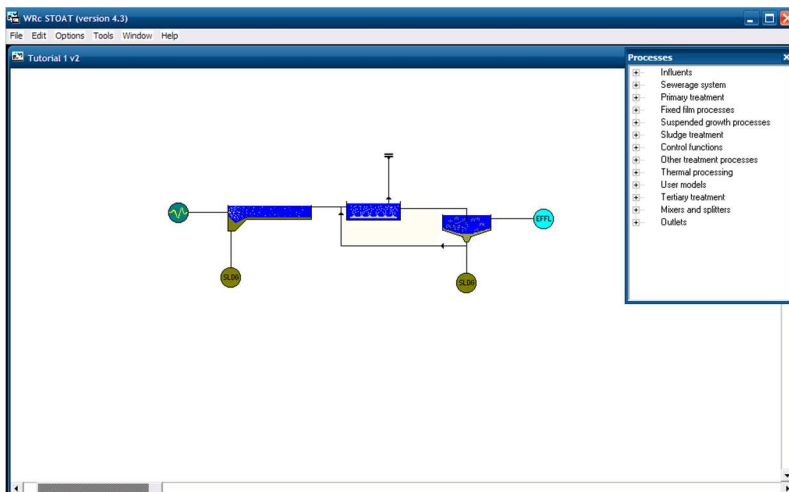 WRc STOAT (version 4.3)
File Edit Options Tools Window Help
Tutorial 1 v2
Processes
Influents
Sewerage system
Primary treatment
Fixed film processes
Suspended growth processes
Sludge treatment
Control functions
Other treatment processes
Thermal processing
User models
Tertiary treatment
Mixers and splitters
Outlets
EFFL
SLDG
SLDG